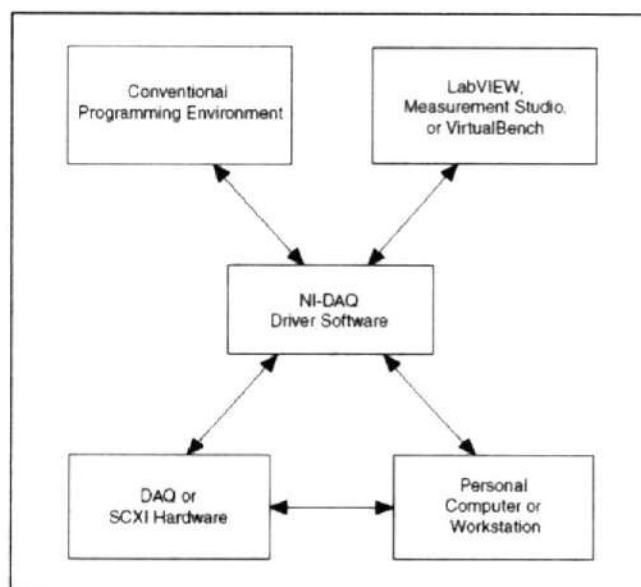 Conventional
Programming Environment
LabVIEW,
Measurement Studio,
or VirtualBench
NI-DAQ
Driver Software
DAQ or
SCXI Hardware
Personal
Computer or
Workstation